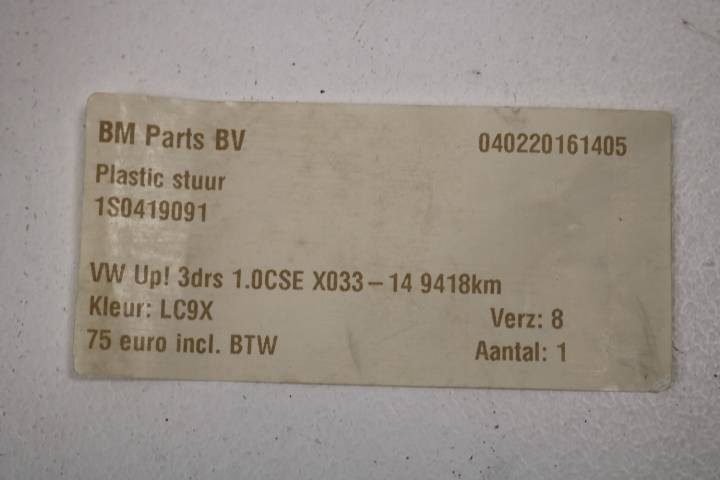 BM Parts BV 040220161405
Plastic stuur
1S0419091
VW Up! 3drs 1.0CSE X033-14 9418km
Kleur: LC9X Verz: 8
75 euro incl. BTW Aantal: 1